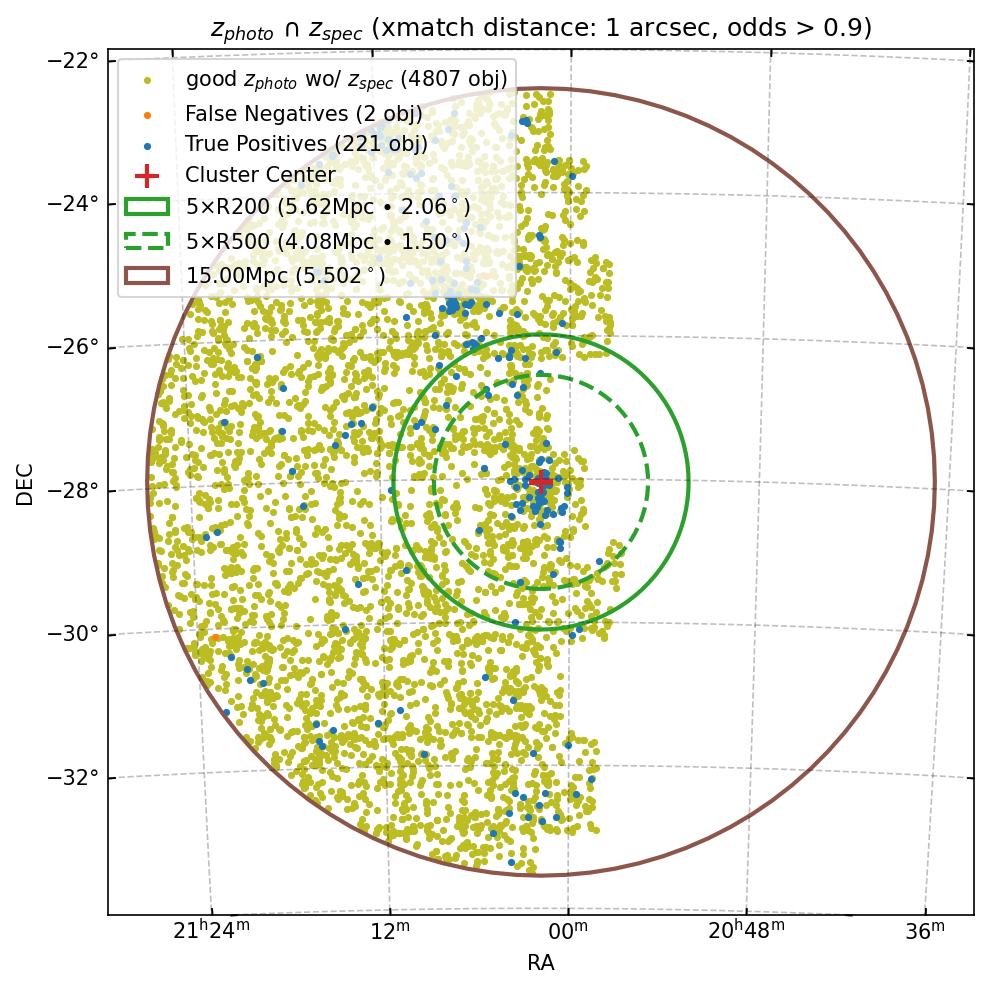 z_photo ∩ z_spec (xmatch distance: 1 arcsec, odds > 0.9)
good z_photo wo/ z_spec (4807 obj)
False Negatives (2 obj)
True Positives (221 obj)
Cluster Center
5×R200 (5.62Mpc • 2.06°)
5×R500 (4.08Mpc • 1.50°)
15.00Mpc (5.502°)
−22°
−24°
−26°
−28°
−30°
−32°
DEC
21h24m 12m 00m 20h48m 36m
RA